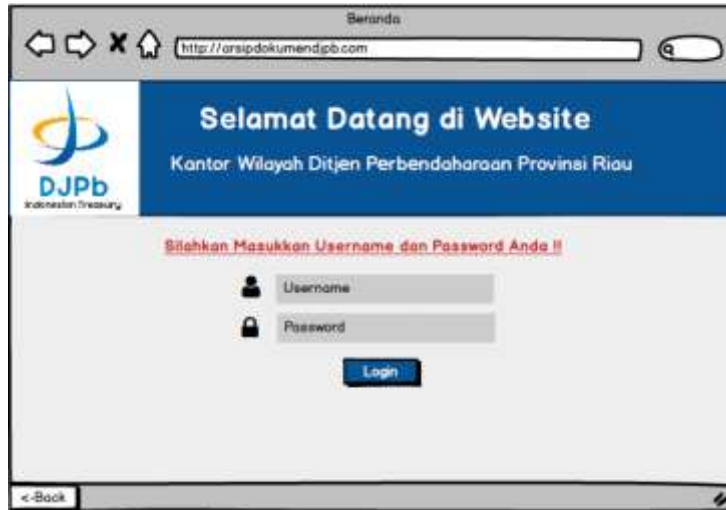 Beranda
http://arsipdokumendjpb.com
Selamat Datang di Website
Kantor Wilayah Ditjen Perbendaharaan Provinsi Riau
DJPb
Indonesian Treasury
Silahkan Masukkan Username dan Password Anda !!
Username
Password
Login
<-Back